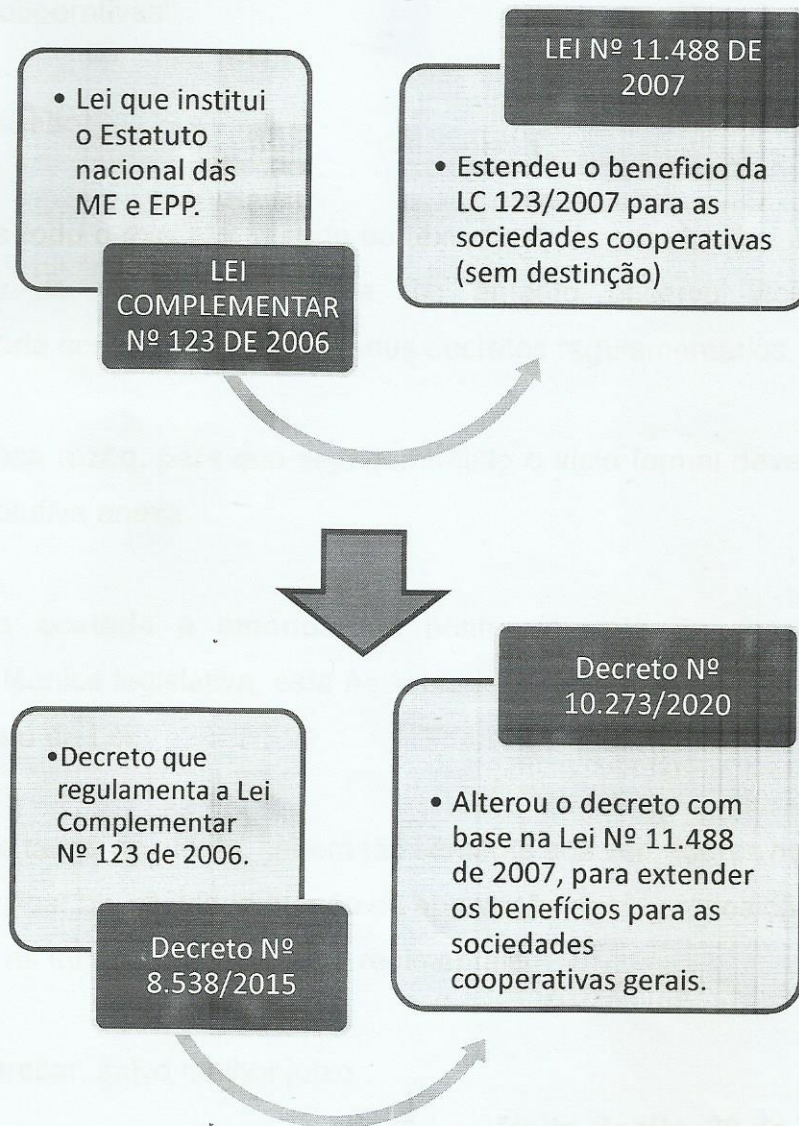 • Lei que institui
o Estatuto
nacional das
ME e EPP.
LEI
COMPLEMENTAR
Nº 123 DE 2006
LEI Nº 11.488 DE
2007
• Estendeu o beneficio da
LC 123/2007 para as
sociedades cooperativas
(sem destinção)
•Decreto que
regulamenta a Lei
Complementar
Nº 123 de 2006.
Decreto Nº
8.538/2015
Decreto Nº
10.273/2020
• Alterou o decreto com
base na Lei Nº 11.488
de 2007, para extender
os benefícios para as
sociedades
cooperativas gerais.